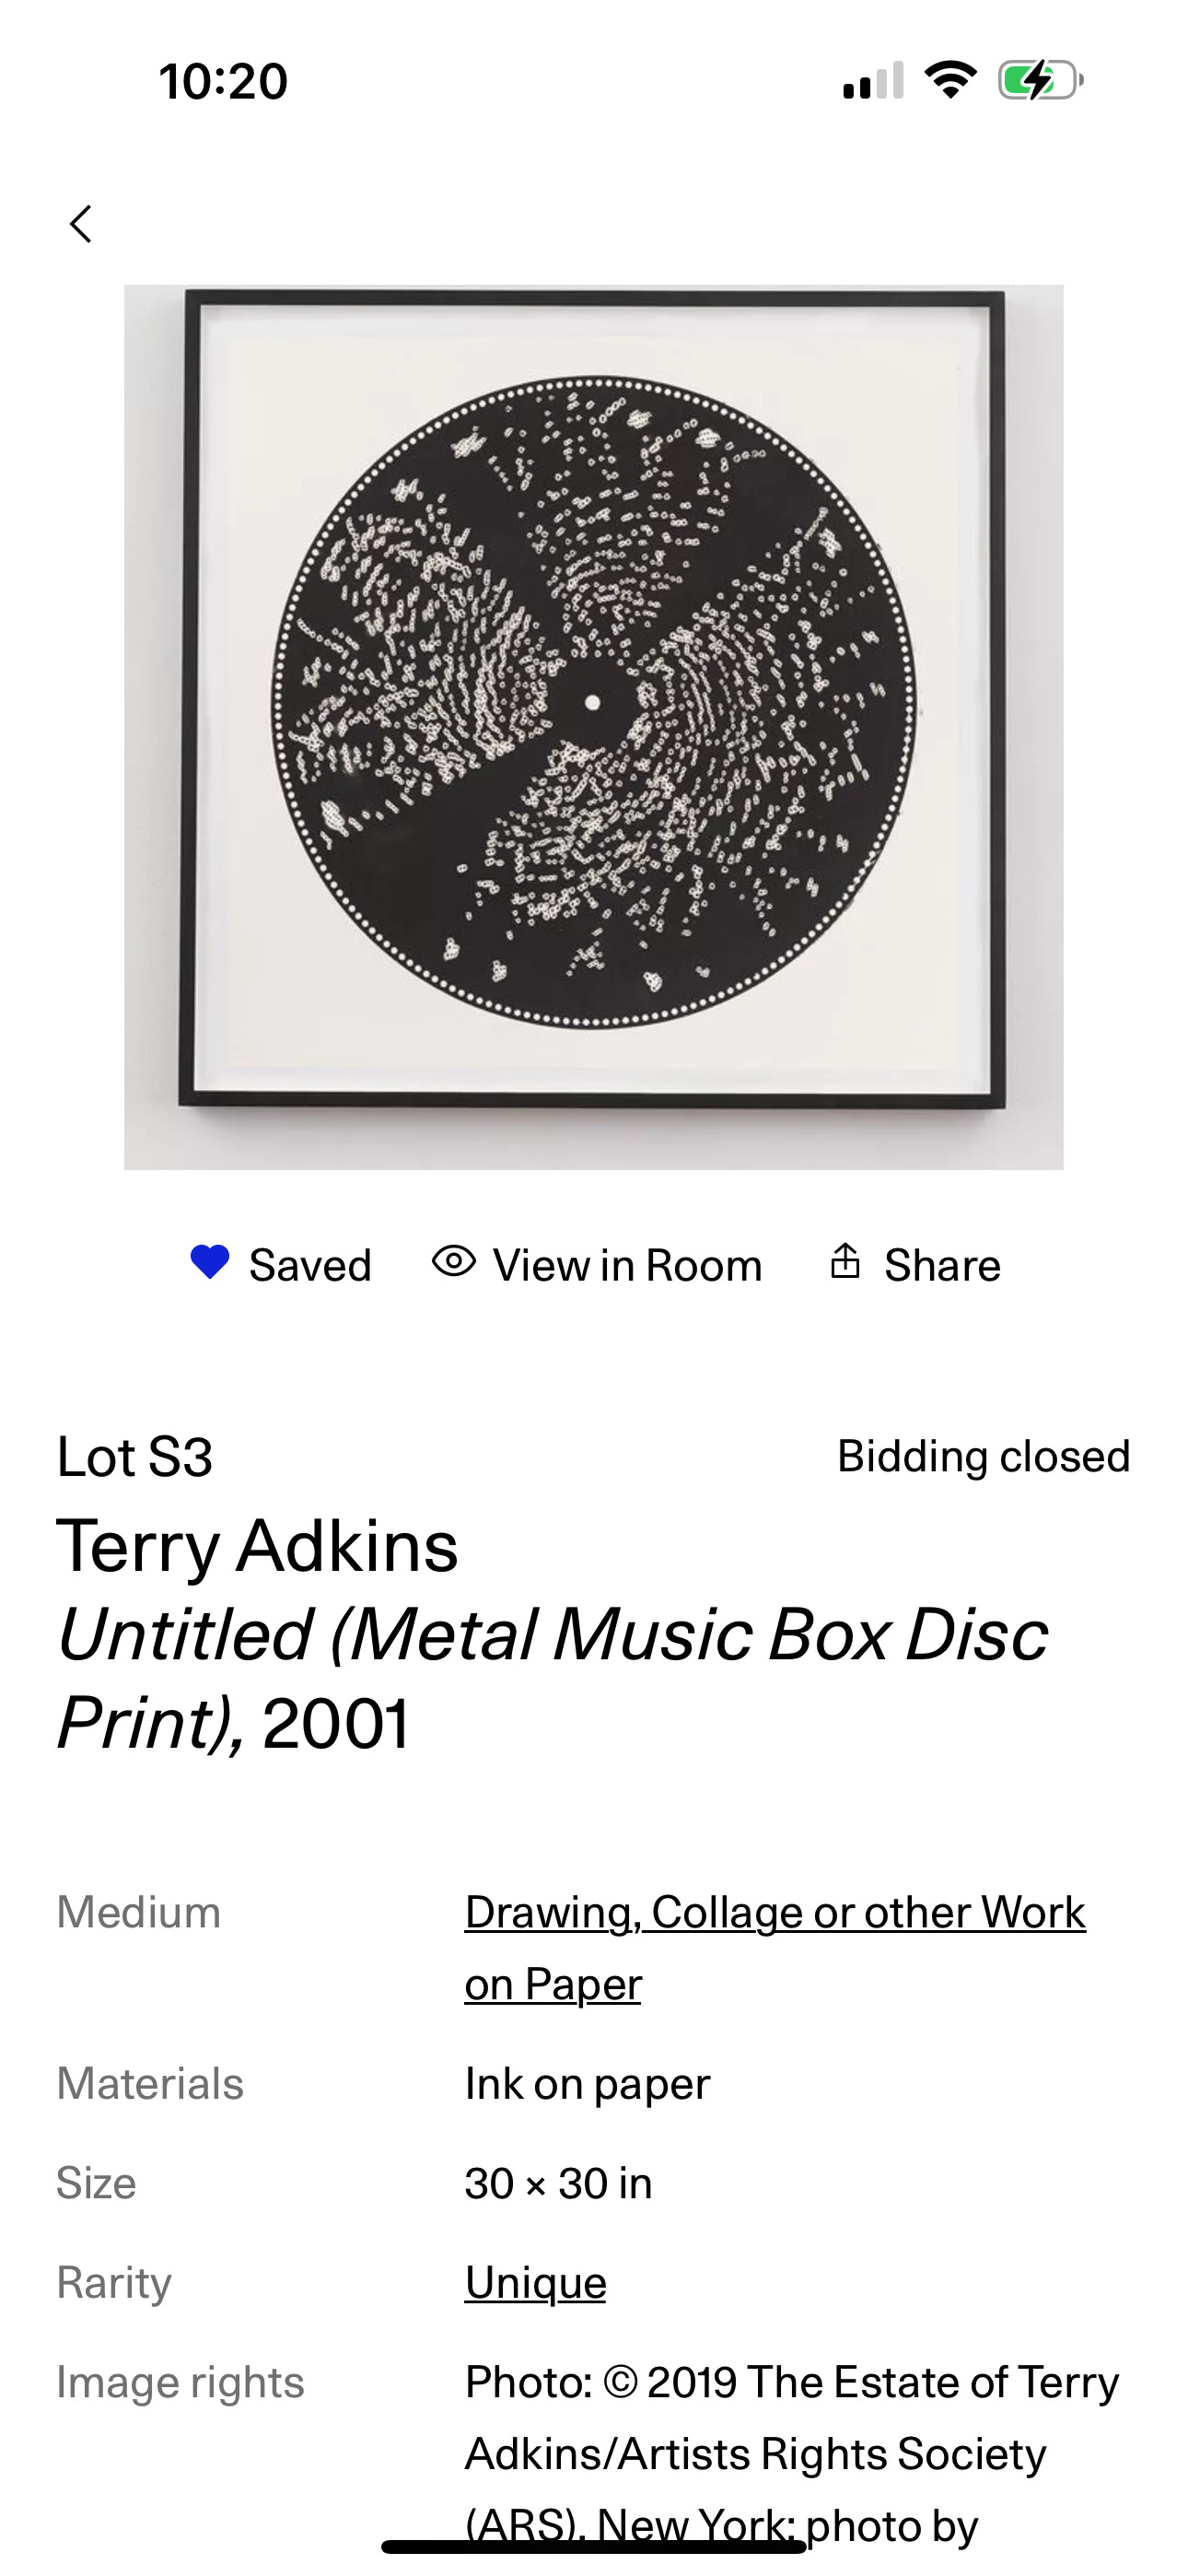 10:20
Saved
View in Room
Share
Lot S3
Bidding closed
Terry Adkins
Untitled (Metal Music Box Disc
Print), 2001
Medium
Drawing, Collage or other Work
on Paper
Materials
Ink on paper
Size
30 × 30 in
Rarity
Unique
Image rights
Photo: © 2019 The Estate of Terry
Adkins/Artists Rights Society
(ARS), New York; photo by